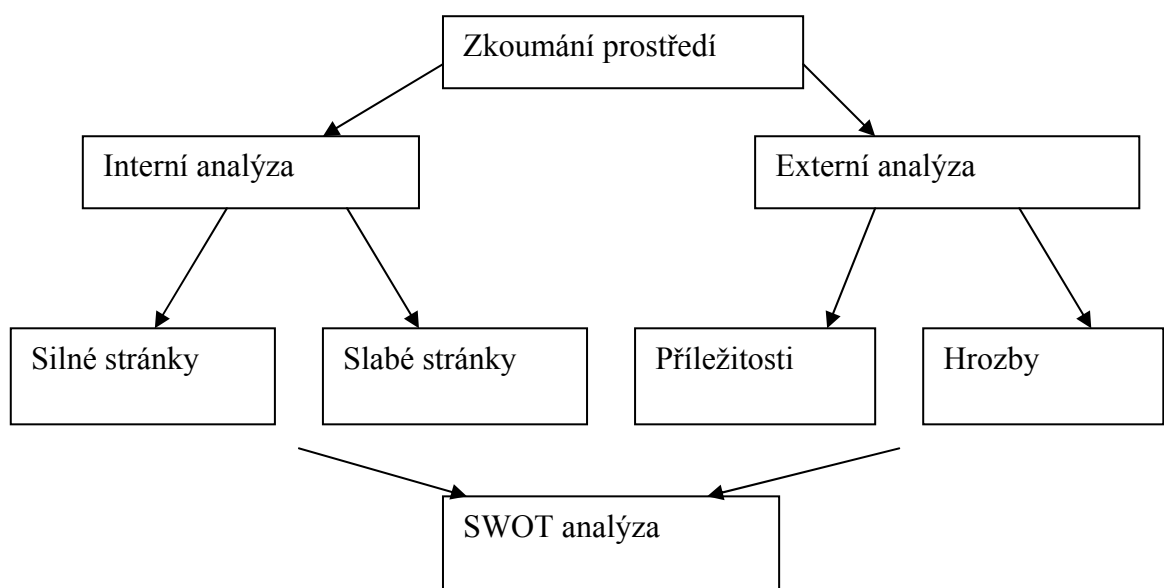 Zkoumání prostředí
Interní analýza
Externí analýza
Silné stránky
Slabé stránky
Příležitosti
Hrozby
SWOT analýza